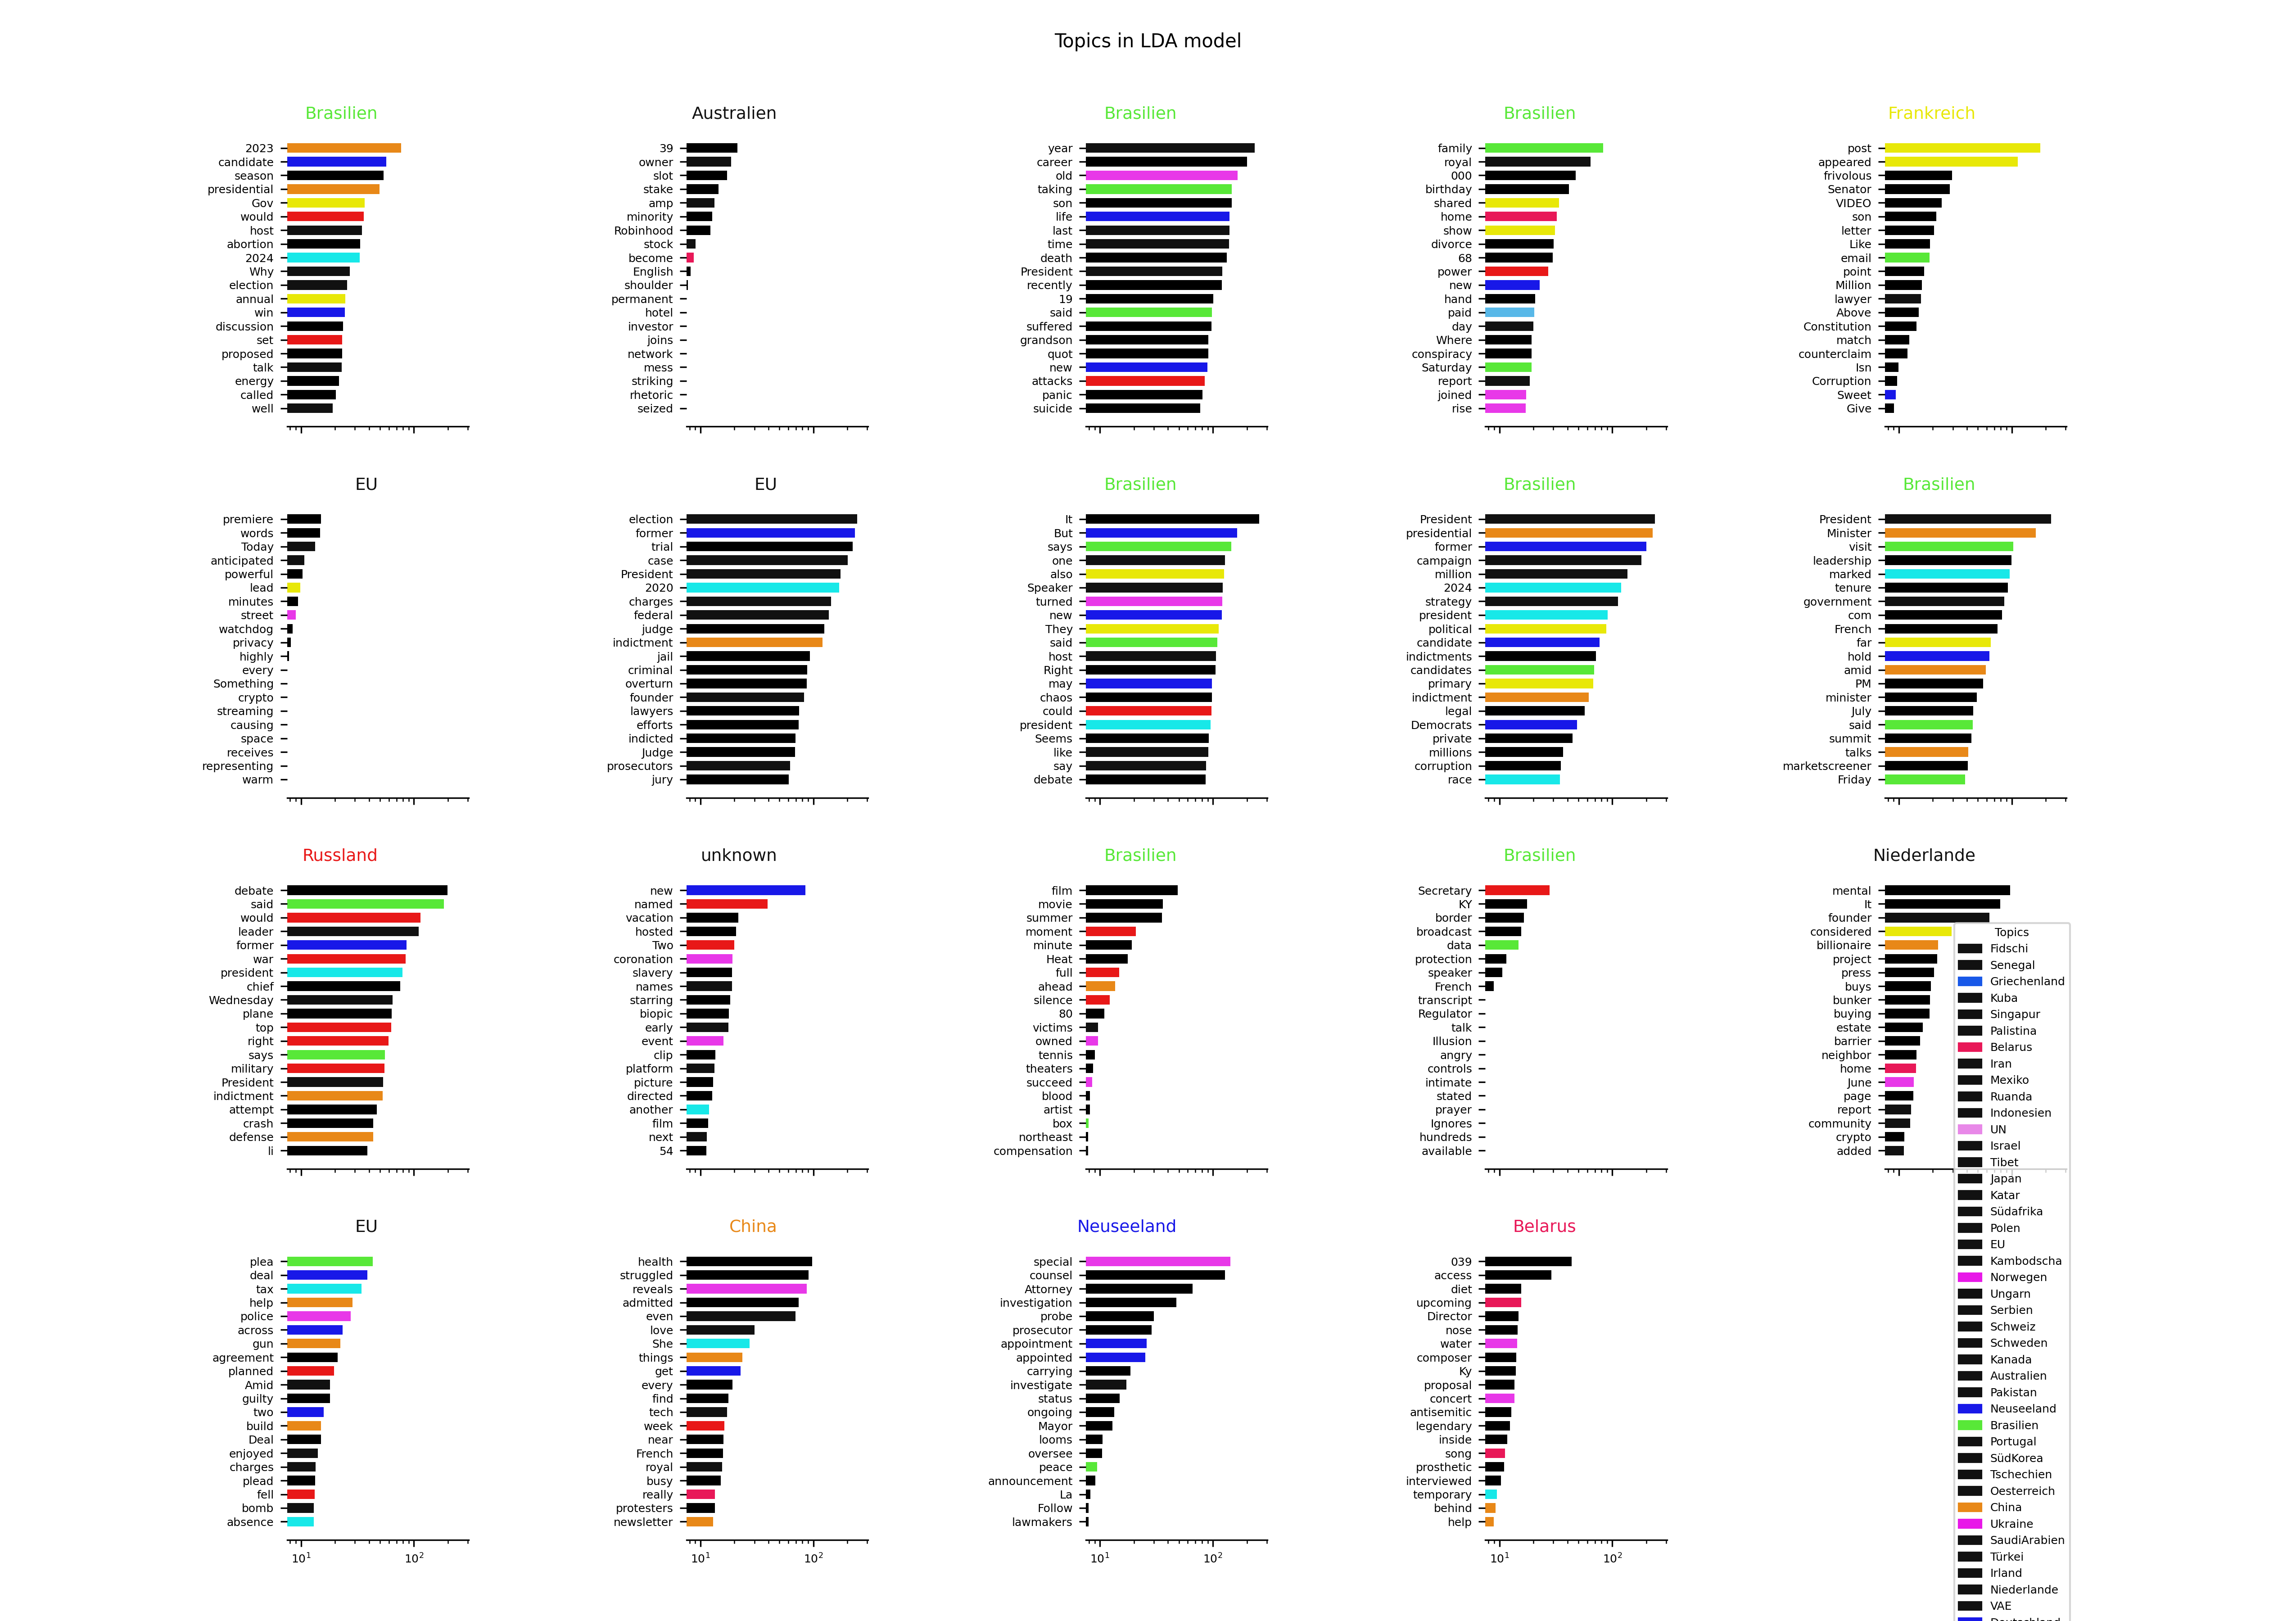 Topics in LDA model
Brasilien
2023
candidate
season
presidential
Gov
would
host
abortion
2024
Why
election
annual
win
discussion
set
proposed
talk
energy
called
well
Australien
39
owner
slot
stake
amp
minority
Robinhood
stock
become
English
shoulder
permanent
hotel
investor
joins
network
mess
striking
rhetoric
seized
Brasilien
year
career
old
taking
son
life
last
time
death
President
recently
19
said
suffered
grandson
quot
new
attacks
panic
suicide
Brasilien
family
royal
000
birthday
shared
home
show
divorce
68
power
new
hand
paid
day
Where
conspiracy
Saturday
report
joined
rise
Frankreich
post
appeared
frivolous
Senator
VIDEO
son
letter
Like
email
point
Million
lawyer
Above
Constitution
match
counterclaim
Isn
Corruption
Sweet
Give
EU
premiere
words
Today
anticipated
powerful
lead
minutes
street
watchdog
privacy
highly
every
Something
crypto
streaming
causing
space
receives
representing
warm
EU
election
former
trial
case
President
2020
charges
federal
judge
indictment
jail
criminal
overturn
founder
lawyers
efforts
indicted
Judge
prosecutors
jury
Brasilien
It
But
says
one
also
Speaker
turned
new
They
said
host
Right
may
chaos
could
president
Seems
like
say
debate
Brasilien
President
presidential
former
campaign
million
2024
strategy
president
political
candidate
indictments
candidates
primary
indictment
legal
Democrats
private
millions
corruption
race
Brasilien
President
Minister
visit
leadership
marked
tenure
government
com
French
far
hold
amid
PM
minister
July
said
summit
talks
marketscreener
Friday
Russland
debate
said
would
leader
former
war
president
chief
Wednesday
plane
top
right
says
military
President
indictment
attempt
crash
defense
li
unknown
new
named
vacation
hosted
Two
coronation
slavery
names
starring
biopic
early
event
clip
platform
picture
directed
another
film
next
54
Brasilien
film
movie
summer
moment
minute
Heat
full
ahead
silence
80
victims
owned
tennis
theaters
succeed
blood
artist
box
northeast
compensation
Brasilien
Secretary
KY
border
broadcast
data
protection
speaker
French
transcript
Regulator
talk
Illusion
angry
controls
intimate
stated
prayer
Ignores
hundreds
available
Niederlande
mental
It
founder
considered
billionaire
project
press
buys
bunker
buying
estate
barrier
neighbor
home
June
page
report
community
crypto
added
EU
plea
deal
tax
help
police
across
gun
agreement
planned
Amid
guilty
two
build
Deal
enjoyed
charges
plead
fell
bomb
absence
10¹ 10²
China
health
struggled
reveals
admitted
even
love
She
things
get
every
find
tech
week
near
French
royal
busy
really
protesters
newsletter
10¹ 10²
Neuseeland
special
counsel
Attorney
investigation
probe
prosecutor
appointment
appointed
carrying
investigate
status
ongoing
Mayor
looms
oversee
peace
announcement
La
Follow
lawmakers
10¹ 10²
Belarus
039
access
diet
upcoming
Director
nose
water
composer
Ky
proposal
concert
antisemitic
legendary
inside
song
prosthetic
interviewed
temporary
behind
help
10¹ 10²
Topics
Fidschi
Senegal
Griechenland
Kuba
Singapur
Palistina
Belarus
Iran
Mexiko
Ruanda
Indonesien
UN
Israel
Tibet
Japan
Katar
Südafrika
Polen
EU
Kambodscha
Norwegen
Ungarn
Serbien
Schweiz
Schweden
Kanada
Australien
Pakistan
Neuseeland
Brasilien
Portugal
SüdKorea
Tschechien
Oesterreich
China
Ukraine
SaudiArabien
Türkei
Irland
Niederlande
VAE